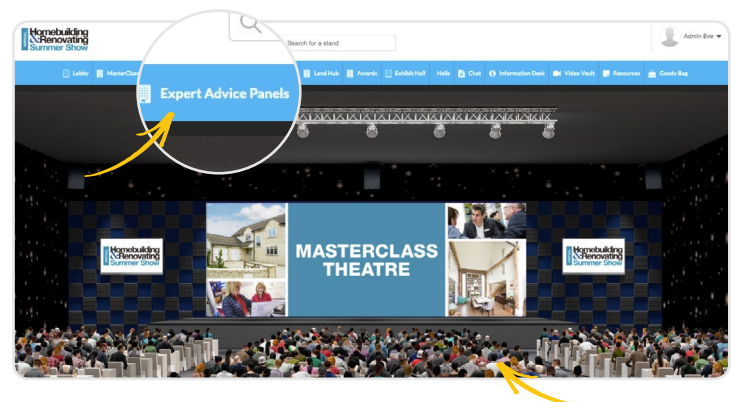 Homebuilding
&Renovating
Summer Show
Search for a stand
Admin Eve
Lobby MasterClass Land Hub Awards Exhibit Hall Halls Chat Information Desk Video Vault Resources Goody Bag
Expert Advice Panels
Homebuilding
&Renovating
Summer Show
MASTERCLASS
THEATRE
Homebuilding
&Renovating
Summer Show